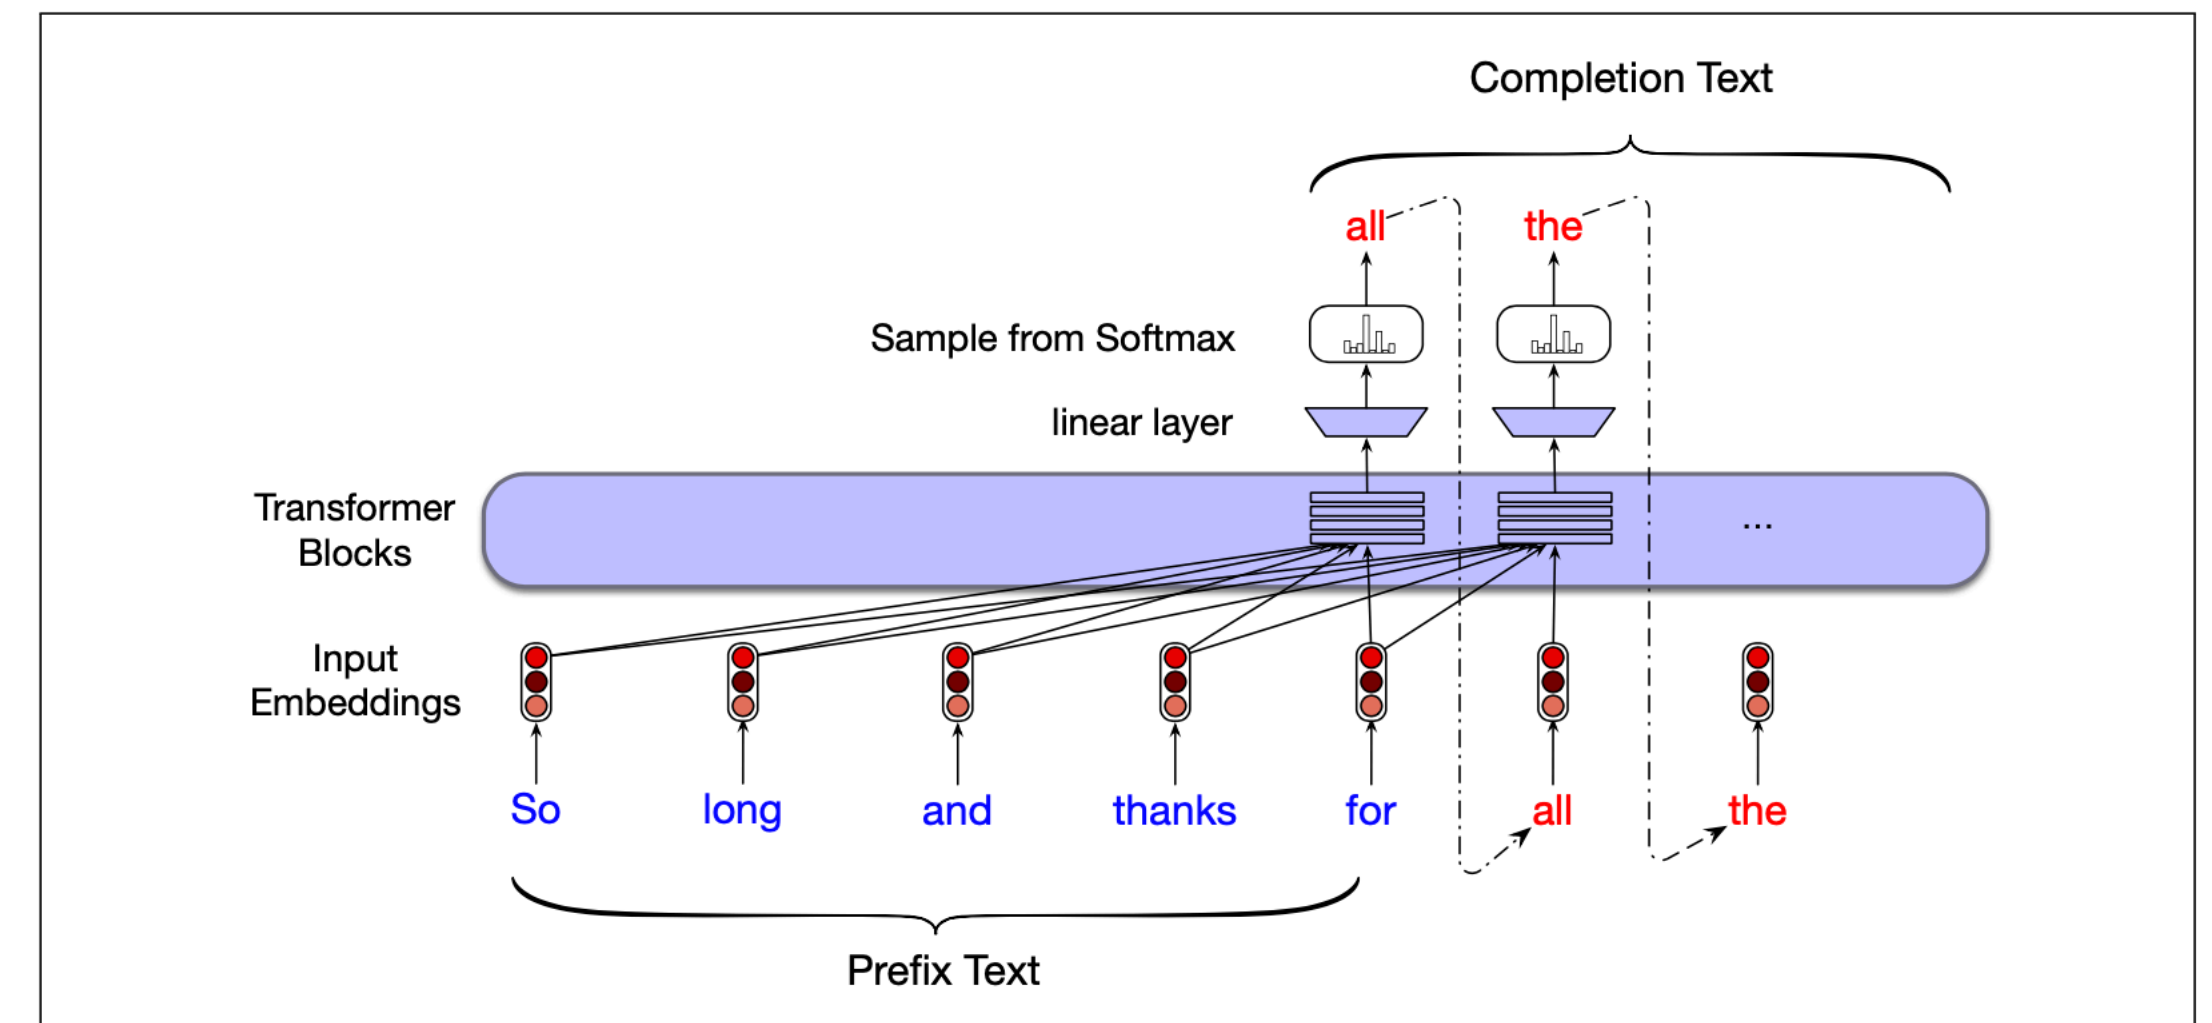 Completion Text
all the
Sample from Softmax
linear layer
Transformer
Blocks
...
Input
Embeddings
So long and thanks for all the
Prefix Text